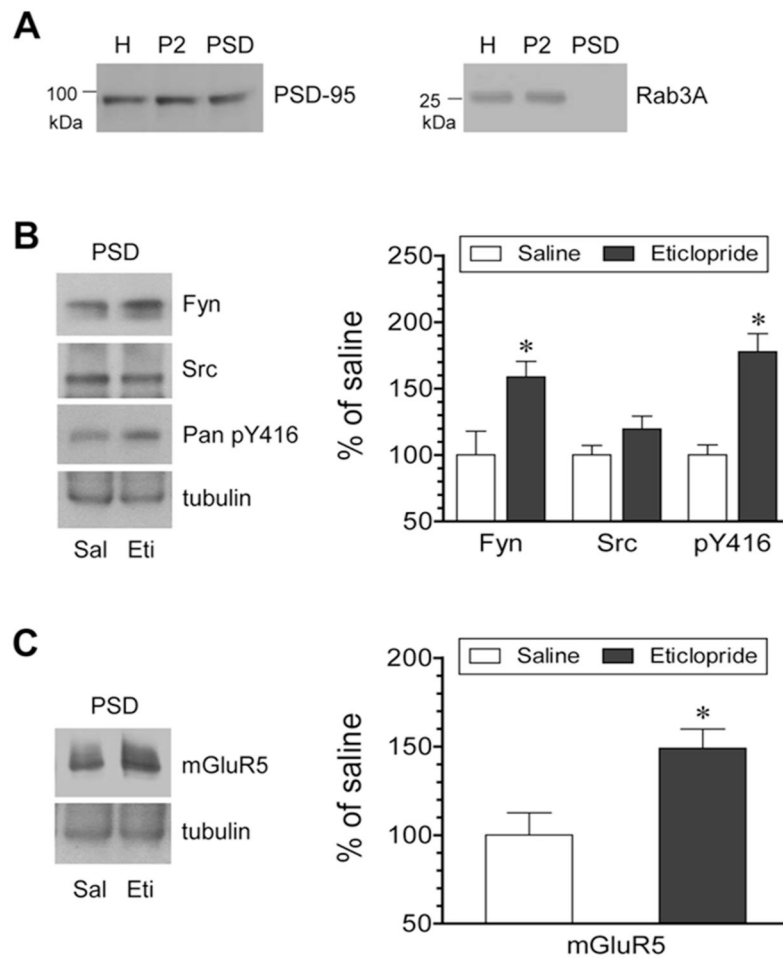 A
H P2 PSD
100
kDa
PSD-95
H P2 PSD
25
kDa
Rab3A
B
PSD
Fyn
Src
Pan pY416
tubulin
Sal Eti
Saline Eticlopride
% of saline
250
200
150
100
50
* *
Fyn Src pY416
C
PSD
mGluR5
tubulin
Sal Eti
Saline Eticlopride
% of saline
200
150
100
50
*
mGluR5